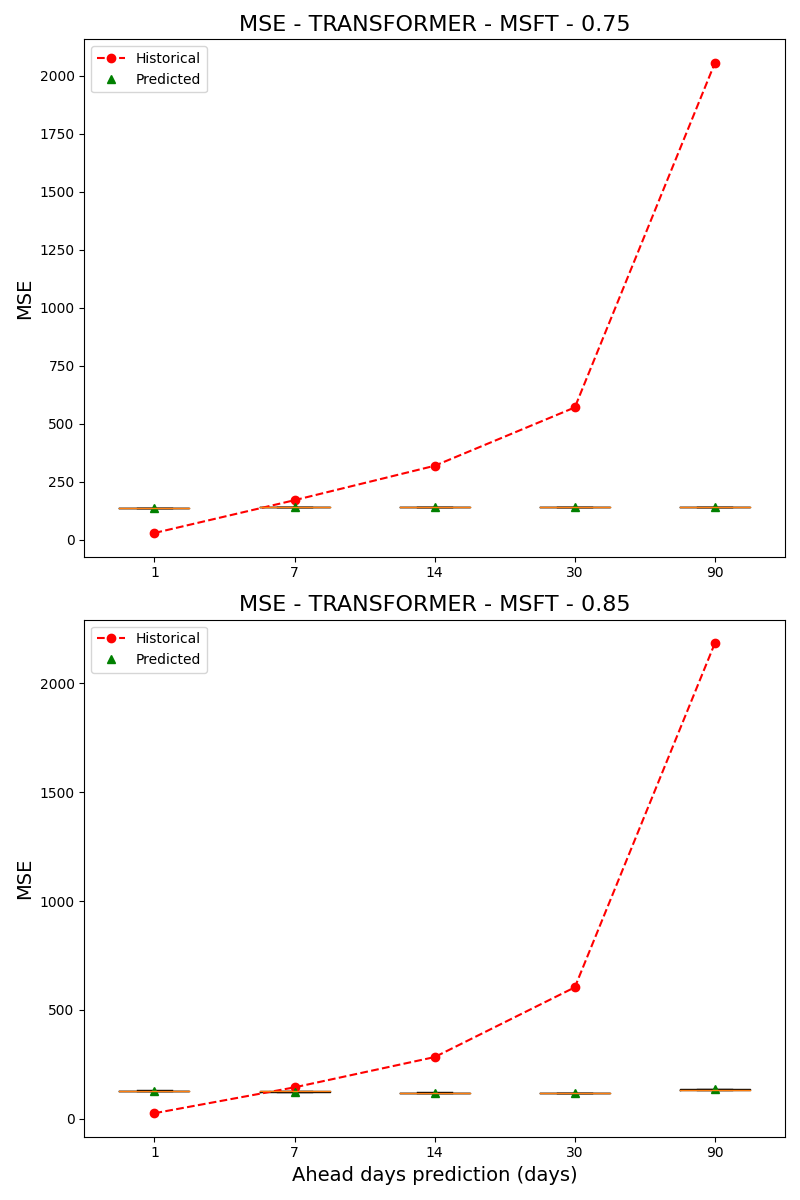 MSE - TRANSFORMER - MSFT - 0.75
Historical
Predicted
2000
1750
1500
1250
1000
750
500
250
0
MSE
1 7 14 30 90
MSE - TRANSFORMER - MSFT - 0.85
Historical
Predicted
2000
1500
1000
500
0
MSE
1 7 14 30 90
Ahead days prediction (days)